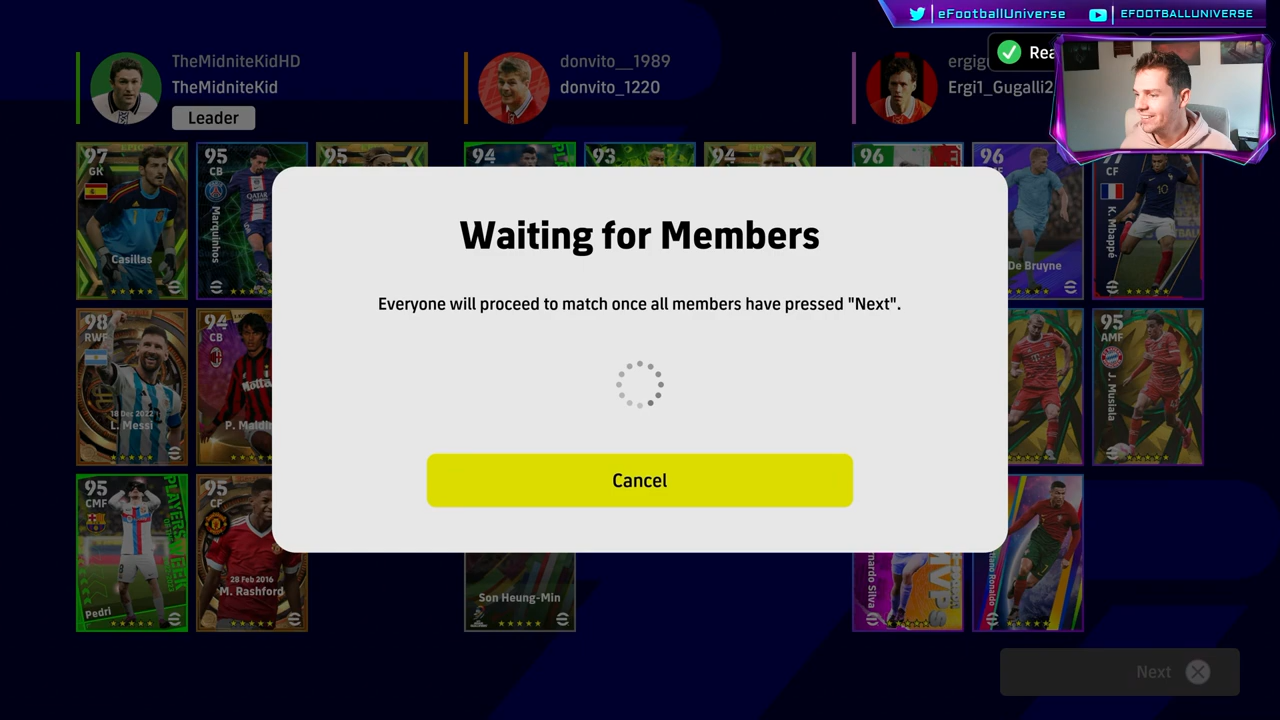 eFootballUniverse
EFOOTBALLUNIVERSE
TheMidniteKidHD
TheMidniteKid
Leader
donvito__1989
donvito_1220
Ergi1_Gugalli2
97
GK
Casillas
95
CB
Marquinhos
95
94
93
94
96
96
De Bruyne
CF
K. Mbappé
10
Waiting for Members
Everyone will proceed to match once all members have pressed "Next".
Cancel
98
RWF
18 Dec 2022
L. Messi
94
CB
95
AMF
J. Musiala
95
CMF
PLAYERS
Pedri
95
CF
28 Feb 2016
M. Rashford
Son Heung-Min
Next